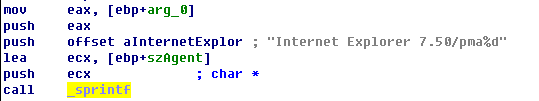 mov eax, [ebp+arg_0]
push eax
push offset aInternetExplor ; "Internet Explorer 7.50/pma%d"
lea ecx, [ebp+szAgent]
push ecx ; char *
call _sprintf